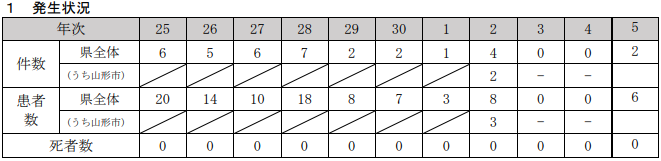 １ 発生状況
年次 25 26 27 28 29 30 1 2 3 4 5
件数 県全体 6 5 6 7 2 2 1 4 0 0 2
(うち山形市) 2 － －
患者数 県全体 20 14 10 18 8 7 3 8 0 0 6
(うち山形市) 3 － －
死者数 0 0 0 0 0 0 0 0 0 0 0